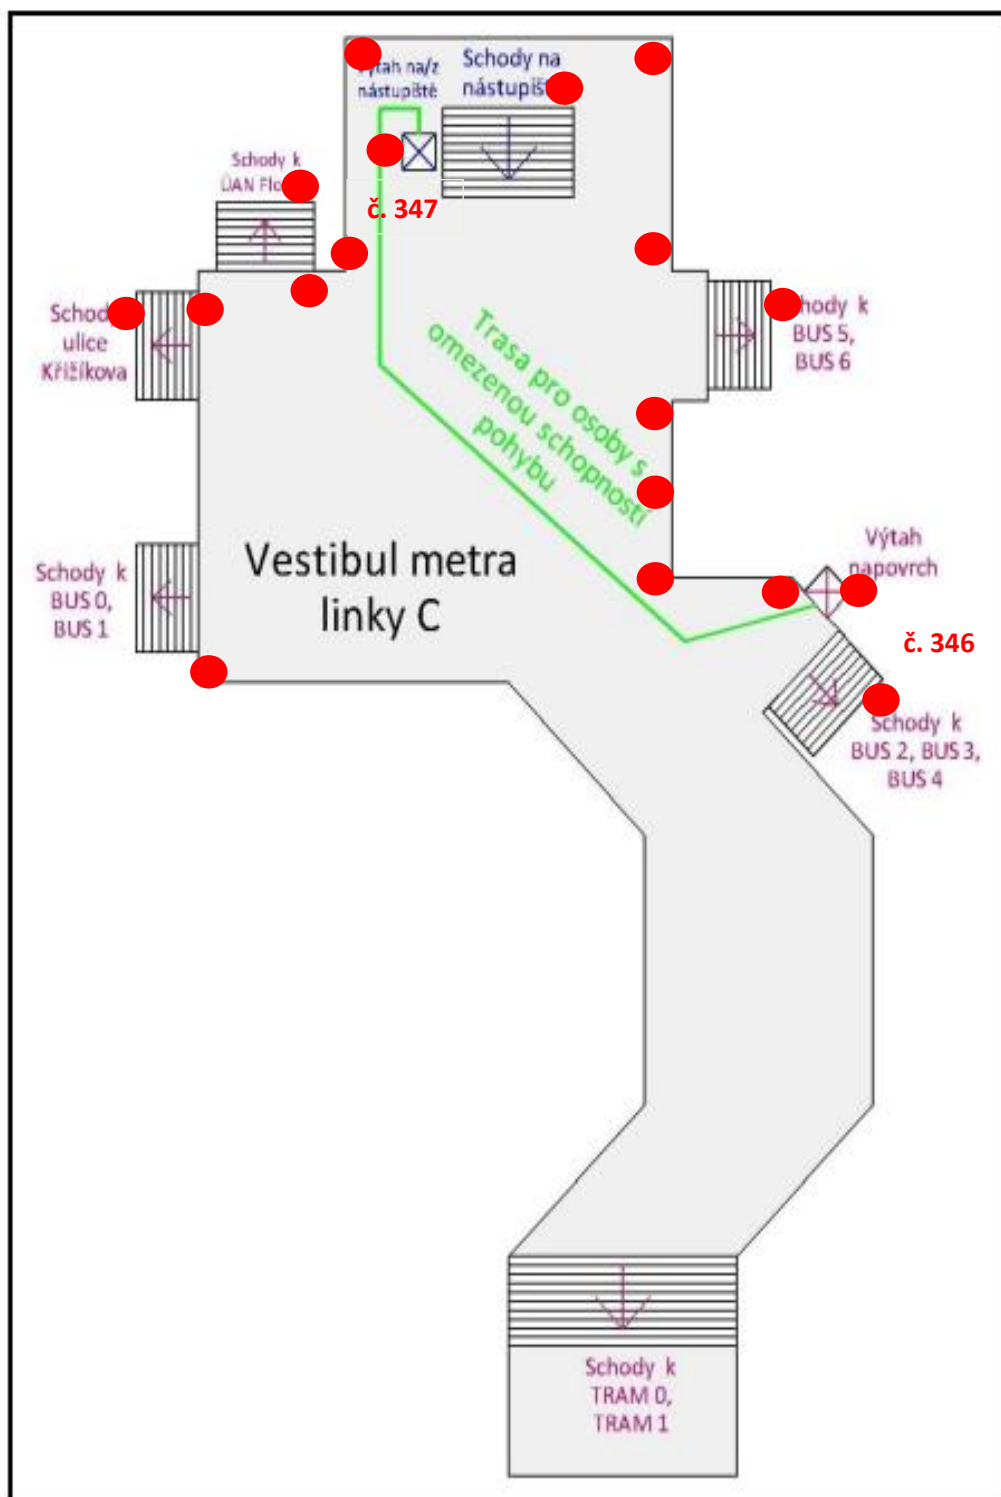 Schody na
nástupiště
Výtah na/z
nástupiště
Schody k
ÚAN
č. 347
Schody
ulice
Křižíkova
Schody k
BUS 5,
BUS 6
Trasa pro osoby s
omezenou schopností
pohybu
Vestibul metra
linky C
Schody k
BUS 0,
BUS 1
Výtah
napovrch
č. 346
Schody k
BUS 2, BUS 3,
BUS 4
Schody k
TRAM 0,
TRAM 1